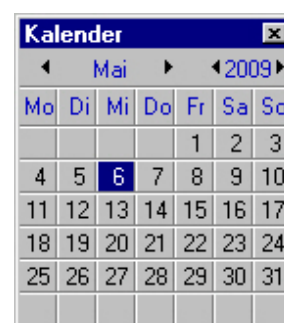 Kalender
Mai 2009
Mo Di Mi Do Fr Sa So
1 2 3
4 5 6 7 8 9 10
11 12 13 14 15 16 17
18 19 20 21 22 23 24
25 26 27 28 29 30 31